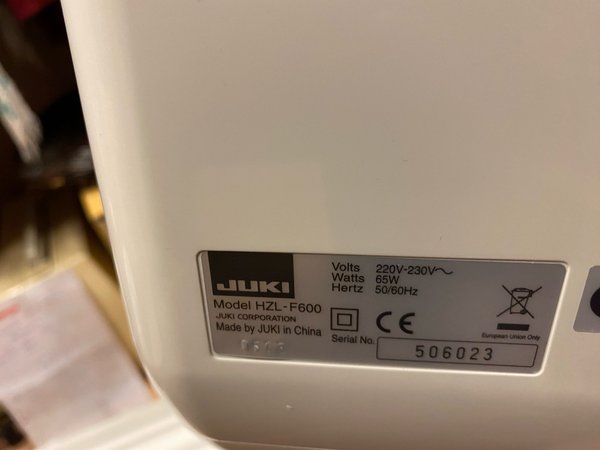 JUKI
Model HZL-F600
JUKI CORPORATION
Made by JUKI in China
Volts 220V-230V~
Watts 65W
Hertz 50/60Hz
CE
European Union Only
Serial No. 506023